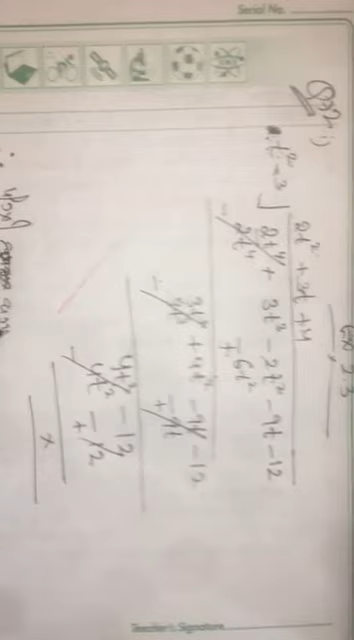 Serial No.
Ex 2.3
Q2 i)
2t² + 3t + 4
t² - 3 ) 2t⁴ + 3t³ - 2t² - 9t - 12
- 2t⁴ + - 6t²
3t³ + 4t² - 9t - 12
- 3t³ + - 9t
4t² - 12
- 4t² + - 12
x
Teacher's Signature